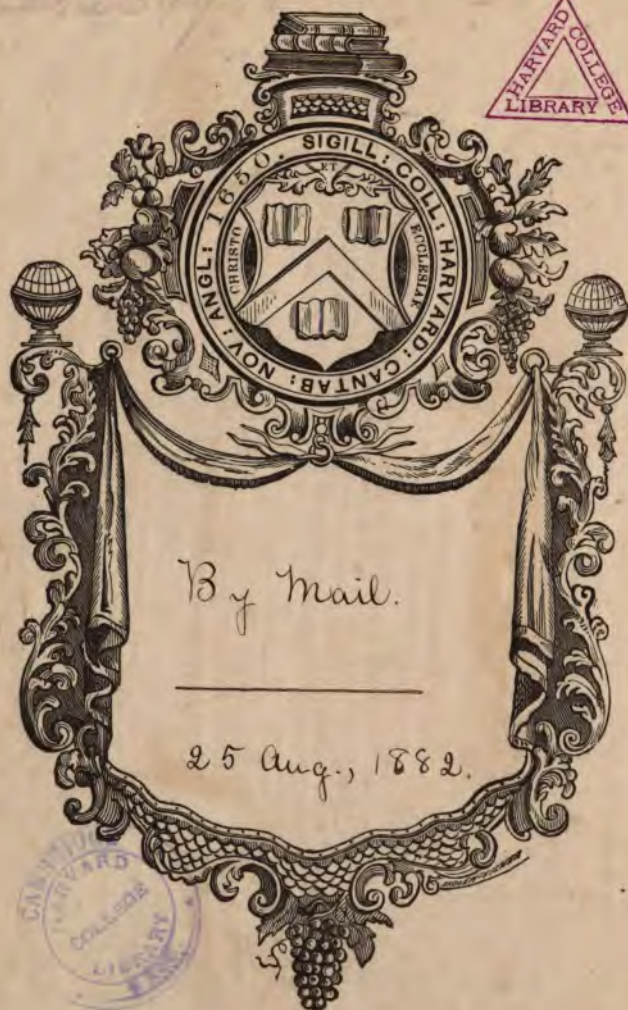 HARVARD COLLEGE
LIBRARY
SIGILL: COLL: HARVARD: CANTAB: NOV: ANGL: 1650.
ET
CHRISTO
ECCLESIAE
By Mail.
25 Aug., 1882.
HARVARD
COLLEGE
LIBRARY